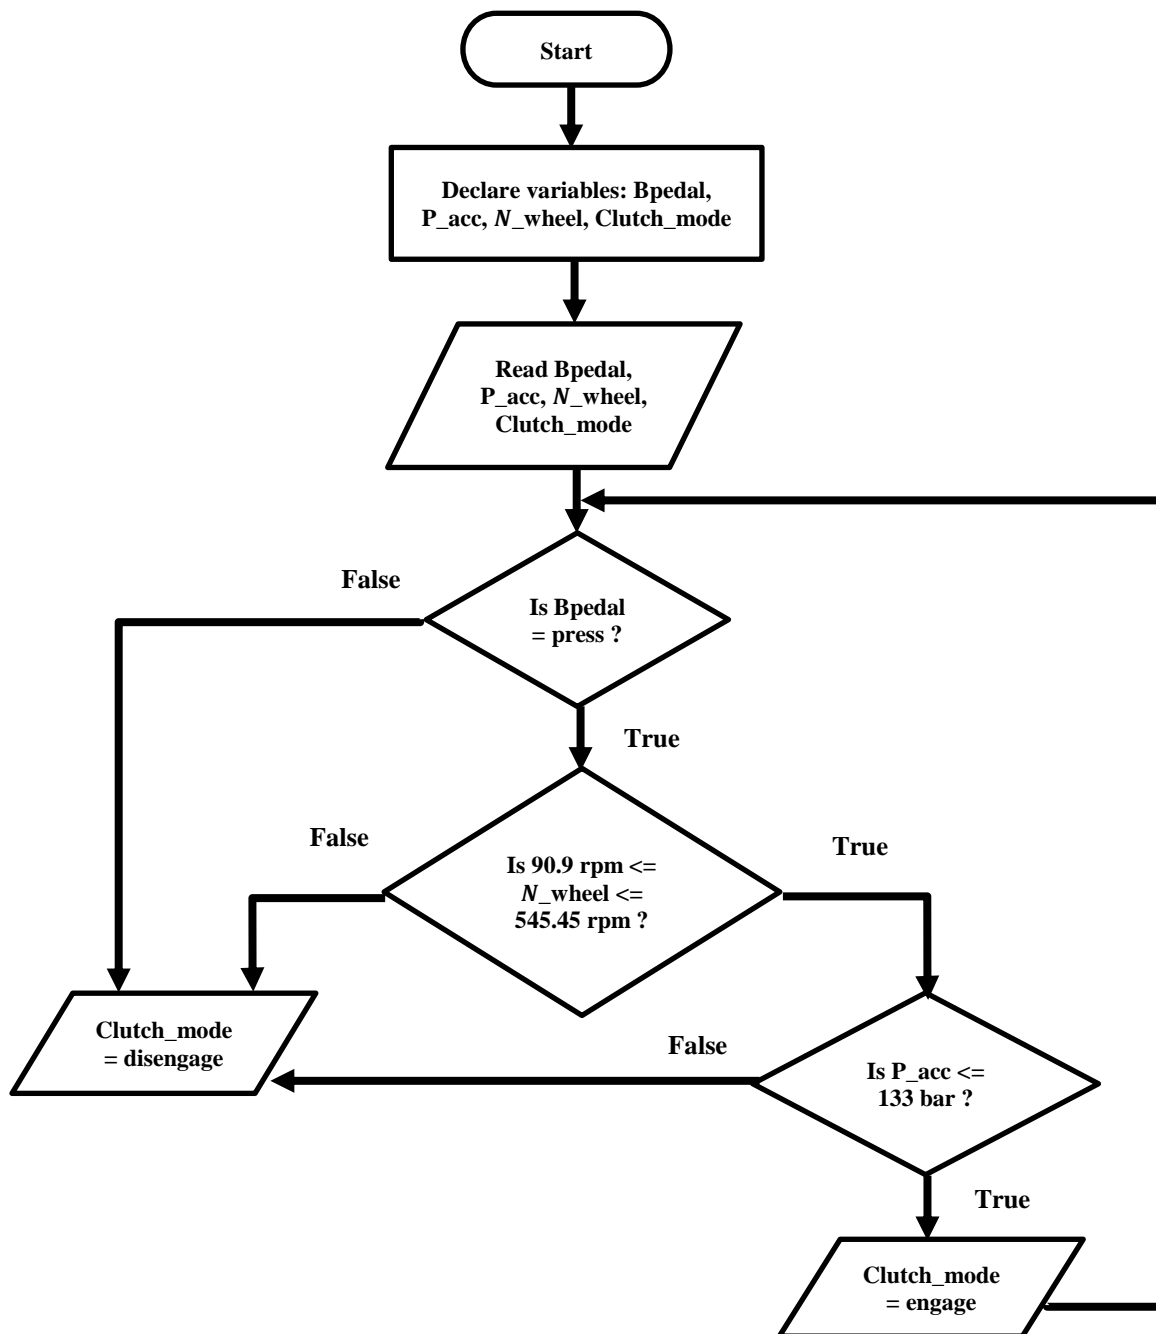 Start
Declare variables: Bpedal,
P_acc, N_wheel, Clutch_mode
Read Bpedal,
P_acc, N_wheel,
Clutch_mode
False
Is Bpedal
= press ?
True
False
True
Is 90.9 rpm <=
N_wheel <=
545.45 rpm ?
Clutch_mode
= disengage
False
Is P_acc <=
133 bar ?
True
Clutch_mode
= engage